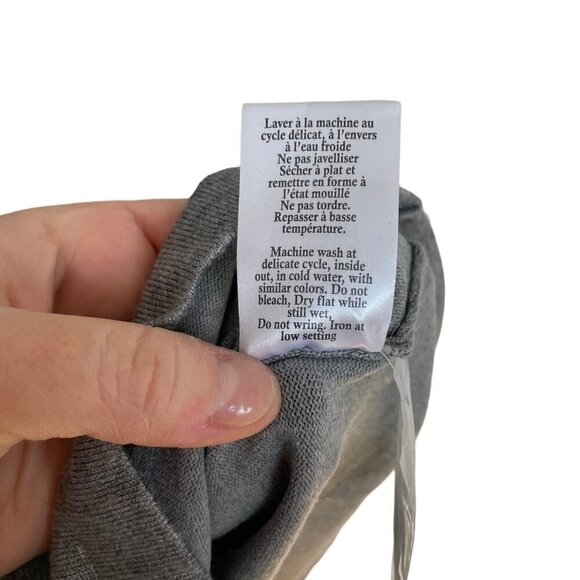 Laver à la machine au
cycle délicat, à l'envers
à l'eau froide
Ne pas javelliser
Sécher à plat et
remettre en forme à
l'état mouillé
Ne pas tordre.
Repasser à basse
température.
Machine wash at
delicate cycle, inside
out, in cold water, with
similar colors. Do not
bleach, Dry flat while
still wet,
Do not wring. Iron at
low setting